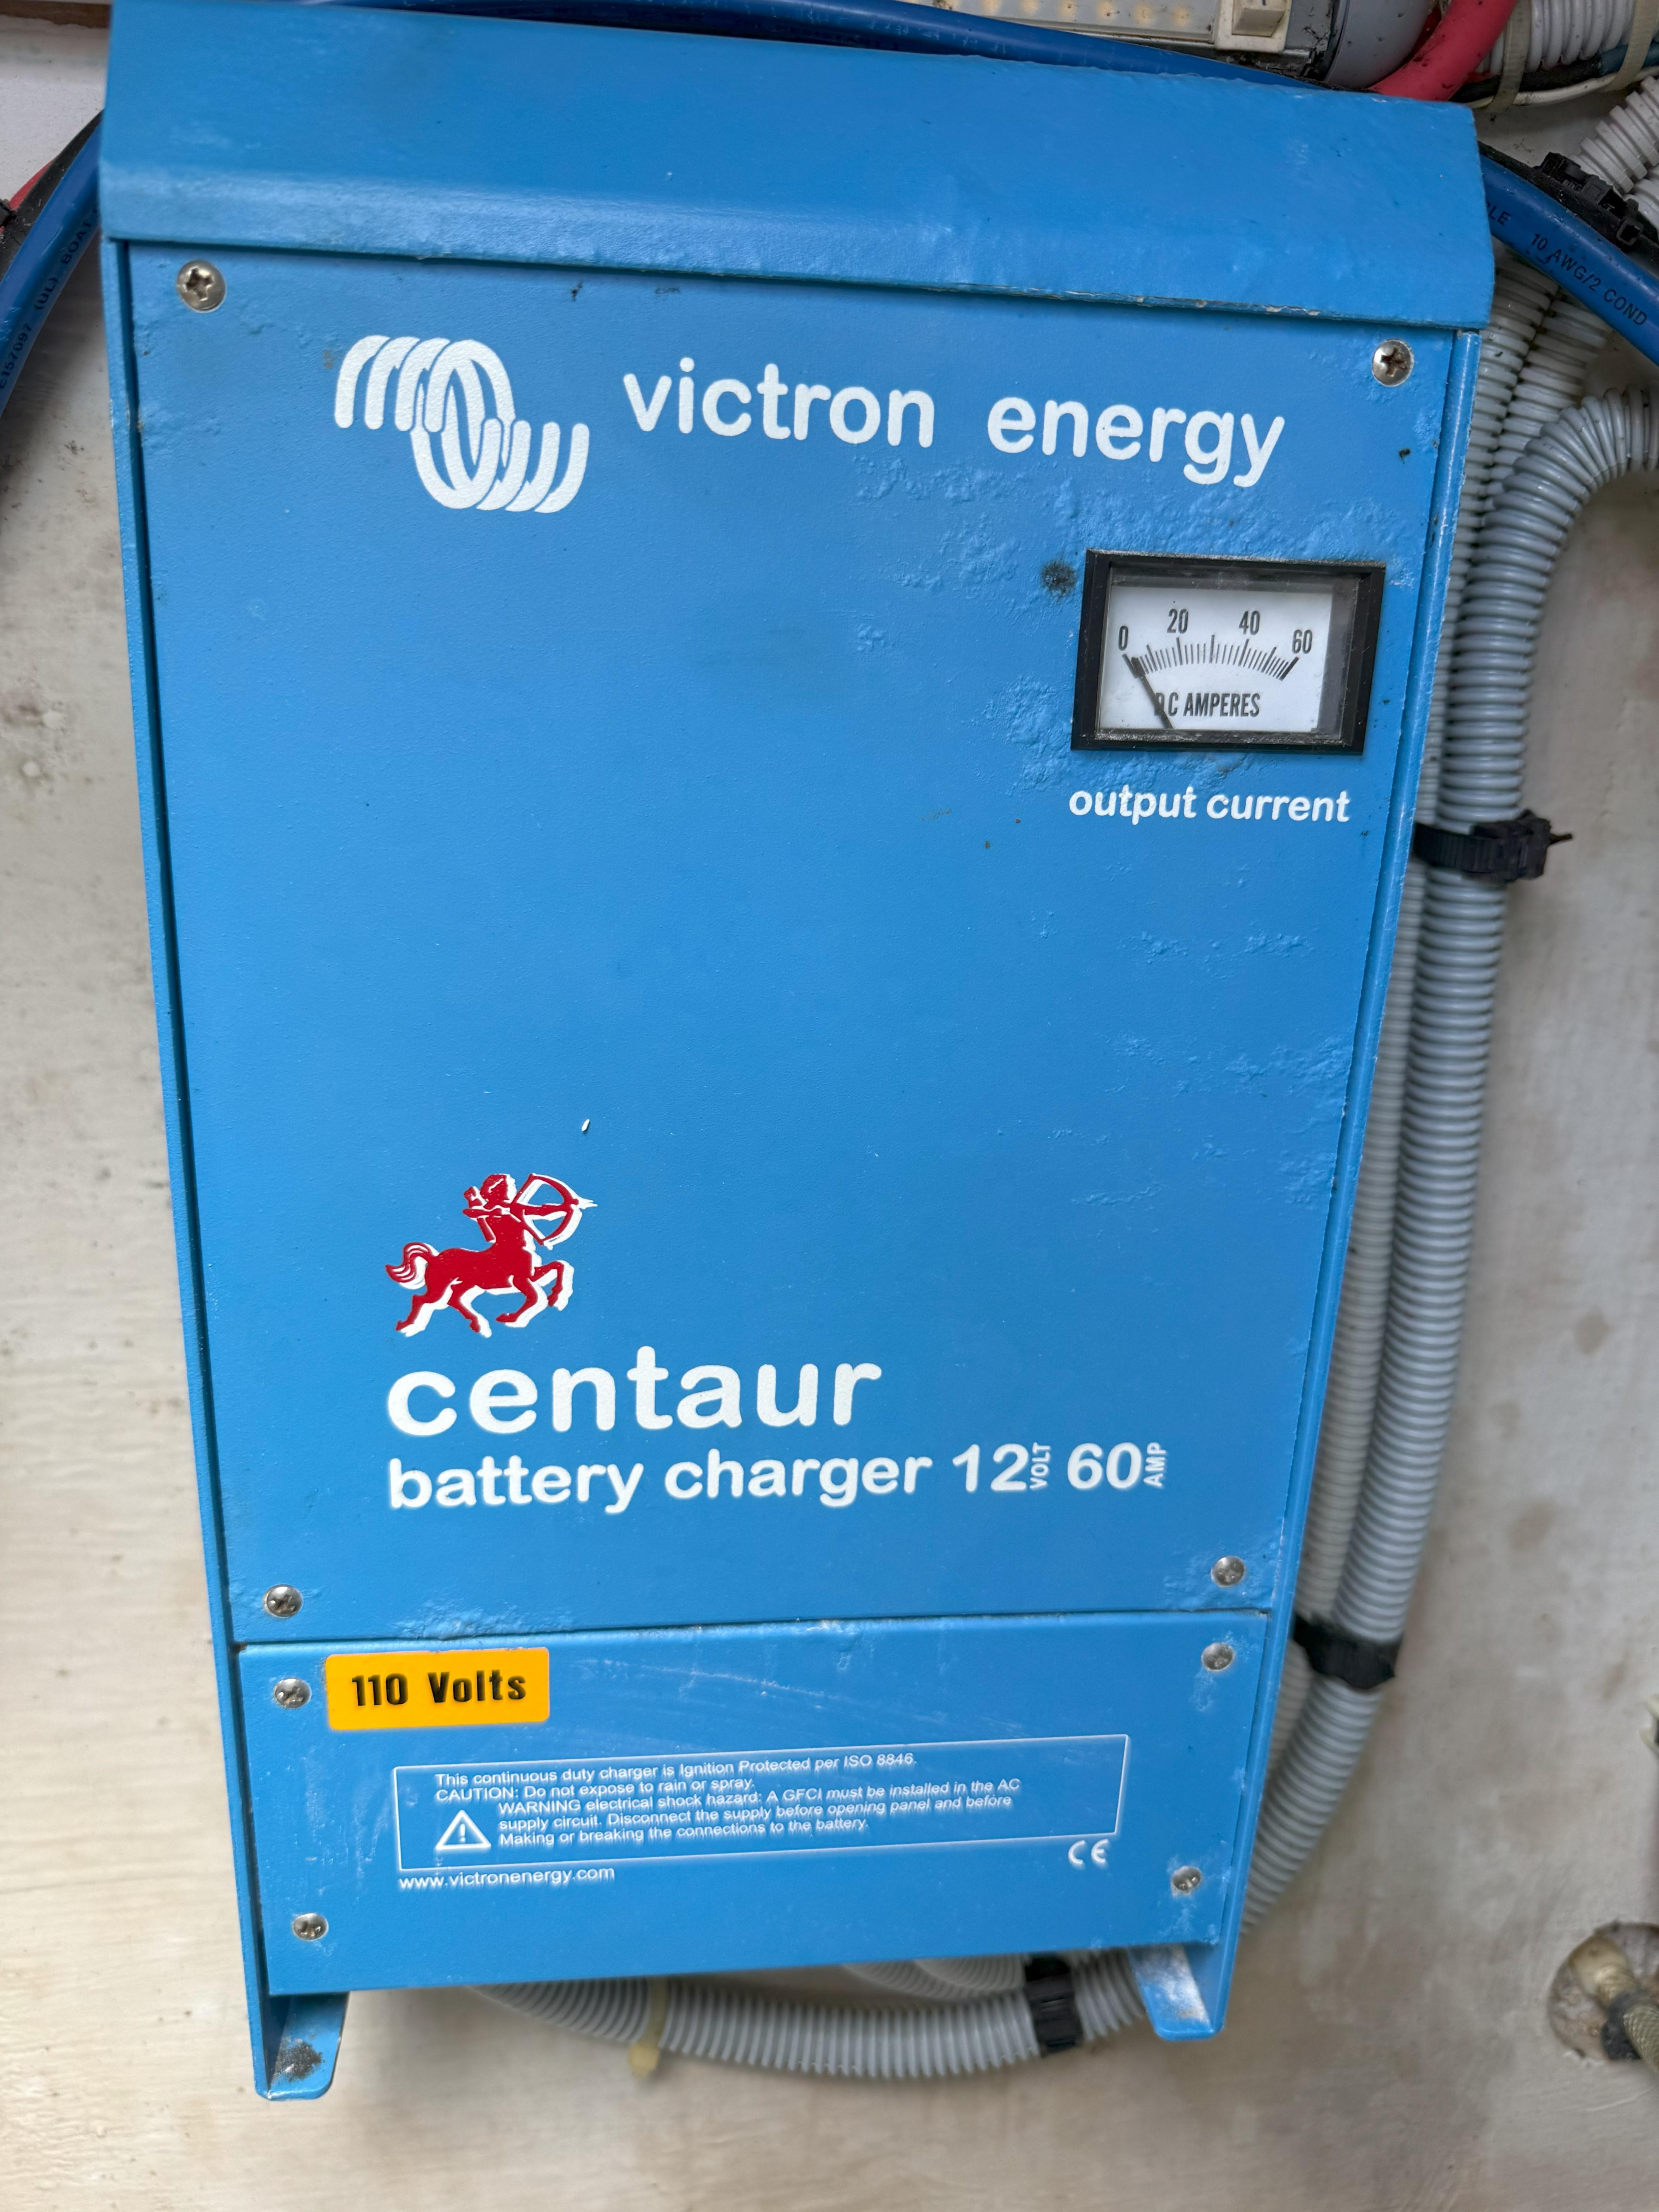 victron energy
0 20 40 60
DC AMPERES
output current
centaur
battery charger 12 VOLT 60 AMP
110 Volts
This continuous duty charger is Ignition Protected per ISO 8846.
CAUTION: Do not expose to rain or spray.
WARNING electrical shock hazard: A GFCI must be installed in the AC
supply circuit. Disconnect the supply before opening panel and before
Making or breaking the connections to the battery.
CE
www.victronenergy.com
10 AWG/2 COND
E157097 (UL) BOAT